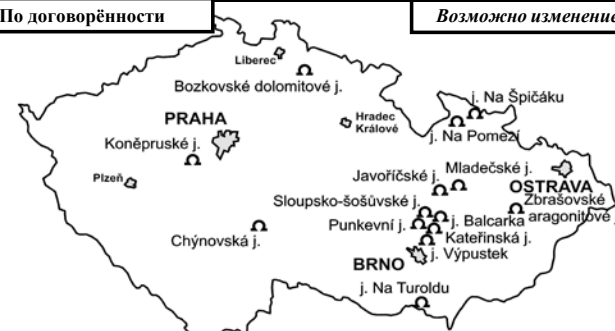 По договорённости
Возможно изменение
Liberec
Bozkovské dolomitové j.
j. Na Špičáku
PRAHA
Hradec
Králové
j. Na Pomezí
Koněpruské j.
Javoříčské j.
Mladečské j.
Plzeň
OSTRAVA
Sloupsko-šošůvské j.
Zbrašovské
aragonitové j.
Punkevní j.
j. Balcarka
Chýnovská j.
Kateřinská j.
j. Výpustek
BRNO
j. Na Turoldu